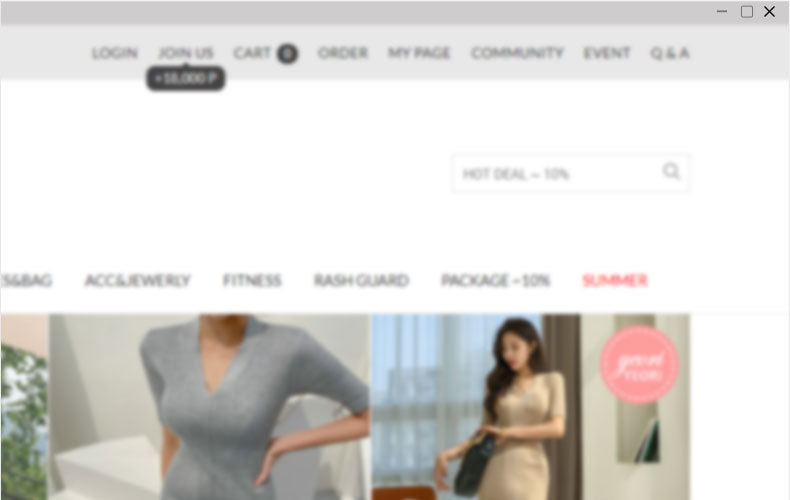 LOGIN JOIN US CART 0 ORDER MY PAGE COMMUNITY EVENT Q & A
+10,000 P
HOT DEAL ~ 10%
S&BAG ACC&JEWERLY FITNESS RASH GUARD PACKAGE ~10% SUMMER